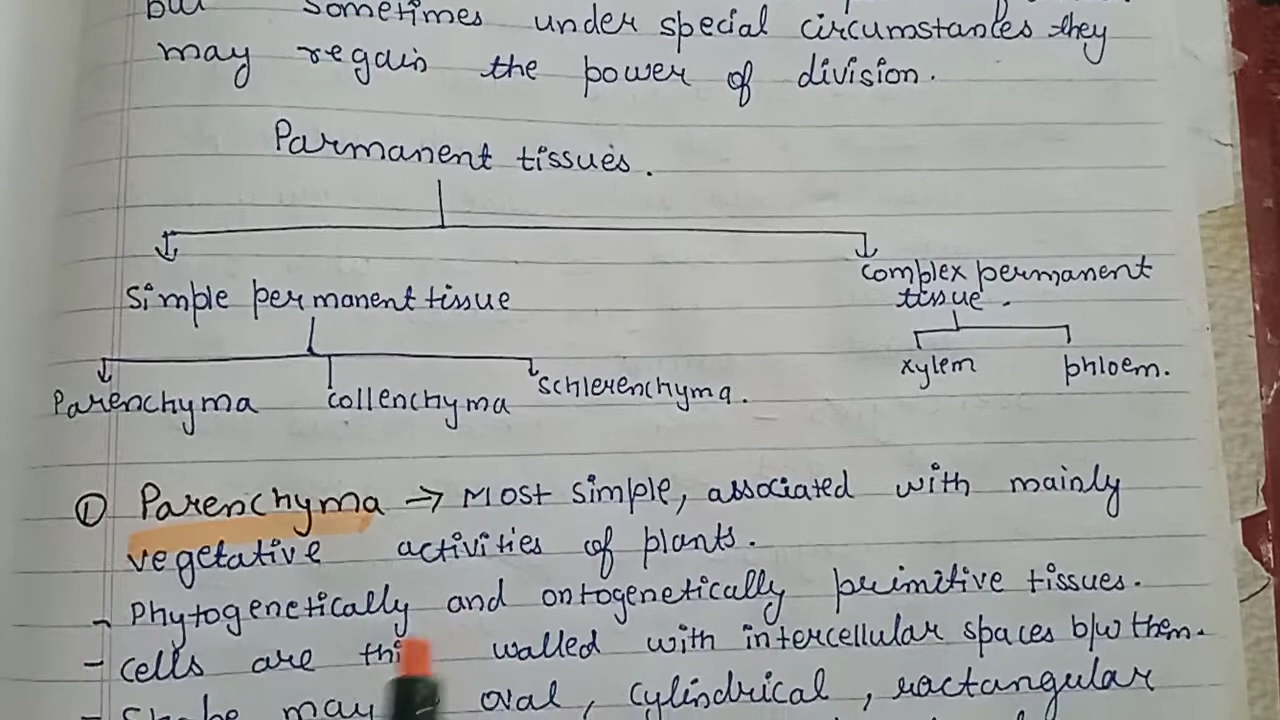 but sometimes under special circumstances they
may regain the power of division.
Parmanent tissues.
Simple permanent tissue
complex permanent
tissue.
Parenchyma collenchyma schlerenchyma.
xylem phloem.
① Parenchyma → Most simple, associated with mainly
vegetative activities of plants.
- Phytogenetically and ontogenetically primitive tissues.
- cells are walled with intercellular spaces b/w them.
- may oval, cylindrical, ractangular